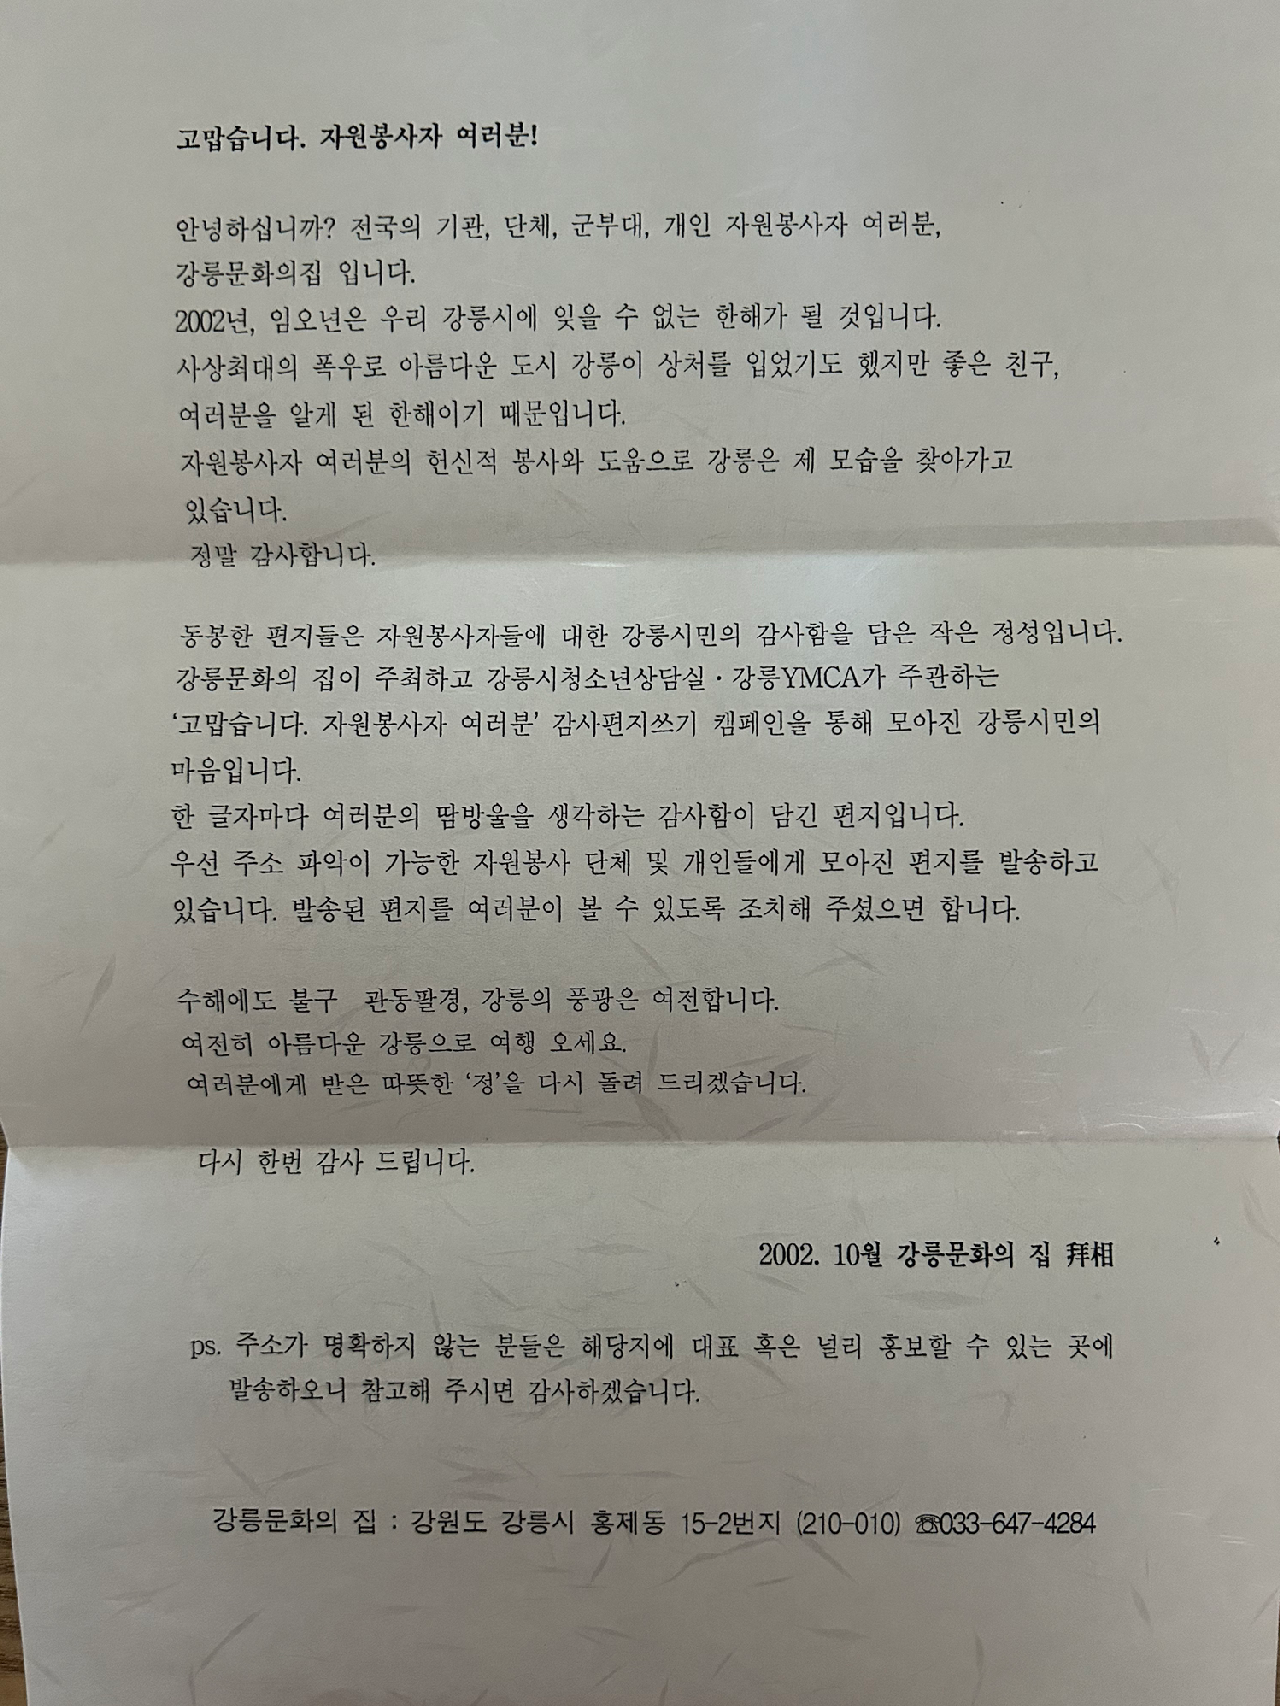 고맙습니다. 자원봉사자 여러분!
안녕하십니까? 전국의 기관, 단체, 군부대, 개인 자원봉사자 여러분,
강릉문화의집 입니다.
2002년, 임오년은 우리 강릉시에 잊을 수 없는 한해가 될 것입니다.
사상최대의 폭우로 아름다운 도시 강릉이 상처를 입었기도 했지만 좋은 친구,
여러분을 알게 된 한해이기 때문입니다.
자원봉사자 여러분의 헌신적 봉사와 도움으로 강릉은 제 모습을 찾아가고
있습니다.
정말 감사합니다.
동봉한 편지들은 자원봉사자들에 대한 강릉시민의 감사함을 담은 작은 정성입니다.
강릉문화의 집이 주최하고 강릉시청소년상담실·강릉YMCA가 주관하는
‘고맙습니다. 자원봉사자 여러분’ 감사편지쓰기 캠페인을 통해 모아진 강릉시민의
마음입니다.
한 글자마다 여러분의 땀방울을 생각하는 감사함이 담긴 편지입니다.
우선 주소 파악이 가능한 자원봉사 단체 및 개인들에게 모아진 편지를 발송하고
있습니다. 발송된 편지를 여러분이 볼 수 있도록 조치해 주셨으면 합니다.
수해에도 불구 관동팔경, 강릉의 풍광은 여전합니다.
여전히 아름다운 강릉으로 여행 오세요.
여러분에게 받은 따뜻한 ‘정’을 다시 돌려 드리겠습니다.
다시 한번 감사 드립니다.
2002. 10월 강릉문화의 집 拜相
ps. 주소가 명확하지 않는 분들은 해당지에 대표 혹은 널리 홍보할 수 있는 곳에
발송하오니 참고해 주시면 감사하겠습니다.
강릉문화의 집 : 강원도 강릉시 홍제동 15-2번지 (210-010) ☏033-647-4284